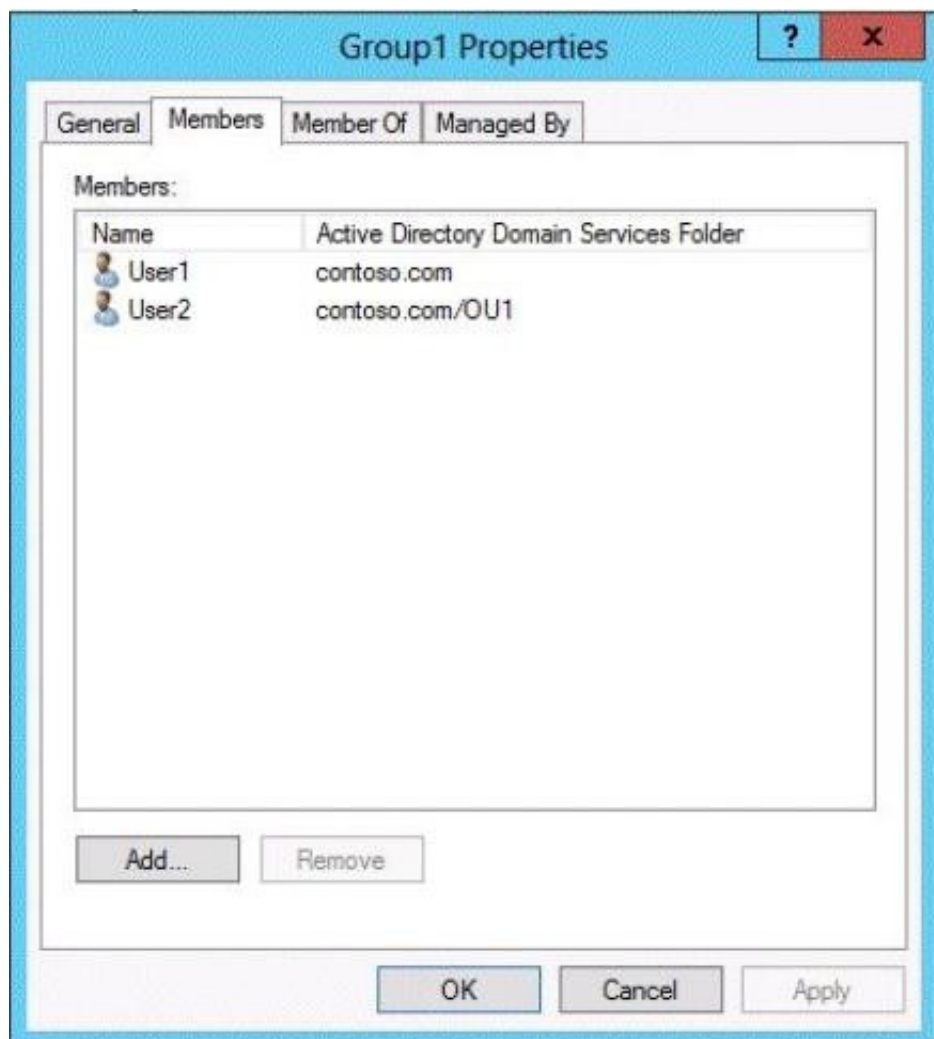 Group1 Properties
?
x
General Members Member Of Managed By
Members:
Name Active Directory Domain Services Folder
User1 contoso.com
User2 contoso.com/OU1
Add... Remove
OK Cancel Apply